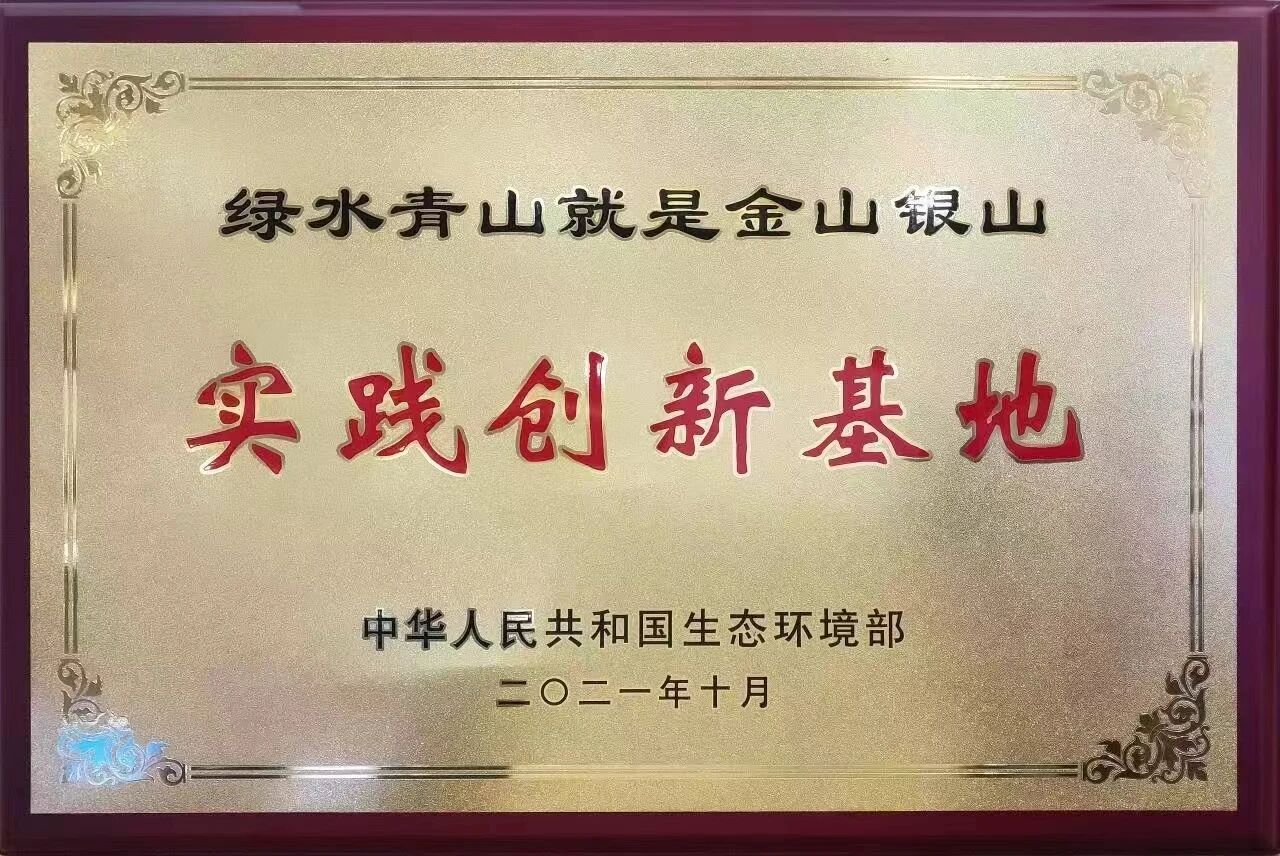 绿水青山就是金山银山
实践创新基地
中华人民共和国生态环境部
二〇二一年十月